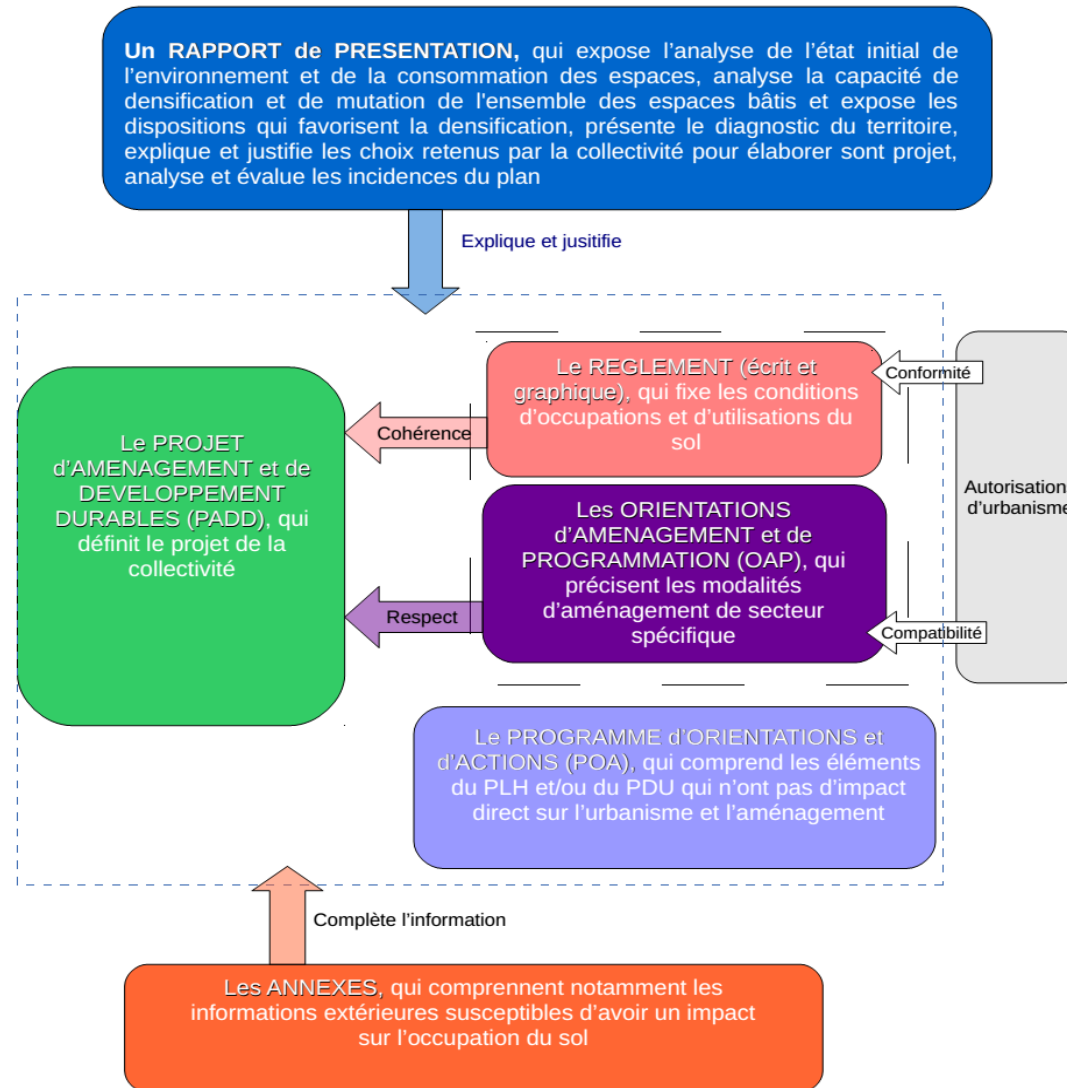 Un RAPPORT de PRESENTATION, qui expose l'analyse de l'état initial de
l'environnement et de la consommation des espaces, analyse la capacité de
densification et de mutation de l'ensemble des espaces bâtis et expose les
dispositions qui favorisent la densification, présente le diagnostic du territoire,
explique et justifie les choix retenus par la collectivité pour élaborer sont projet,
analyse et évalue les incidences du plan
Explique et jusitifie
Le REGLEMENT (écrit et
graphique), qui fixe les conditions
d'occupations et d'utilisations du
sol
Conformité
Cohérence
Le PROJET
d'AMENAGEMENT et de
DEVELOPPEMENT
DURABLES (PADD), qui
définit le projet de la
collectivité
Les ORIENTATIONS
d'AMENAGEMENT et de
PROGRAMMATION (OAP), qui
précisent les modalités
d'aménagement de secteur
spécifique
Autorisation
d'urbanisme
Respect
Compatibilité
Le PROGRAMME d'ORIENTATIONS et
d'ACTIONS (POA), qui comprend les éléments
du PLH et/ou du PDU qui n'ont pas d'impact
direct sur l'urbanisme et l'aménagement
Complète l'information
Les ANNEXES, qui comprennent notamment les
informations extérieures susceptibles d'avoir un impact
sur l'occupation du sol